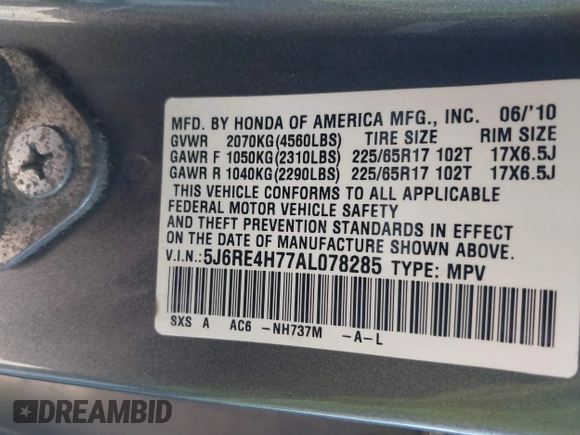 MFD. BY HONDA OF AMERICA MFG., INC. 06/'10
GVWR 2070KG(4560LBS) TIRE SIZE RIM SIZE
GAWR F 1050KG(2310LBS) 225/65R17 102T 17X6.5J
GAWR R 1040KG(2290LBS) 225/65R17 102T 17X6.5J
THIS VEHICLE CONFORMS TO ALL APPLICABLE
FEDERAL MOTOR VEHICLE SAFETY
AND THEFT PREVENTION STANDARDS IN EFFECT
ON THE DATE OF MANUFACTURE SHOWN ABOVE.
V.I.N.:5J6RE4H77AL078285 TYPE: MPV
SXS A AC6 -NH737M -A-L
DREAMBID